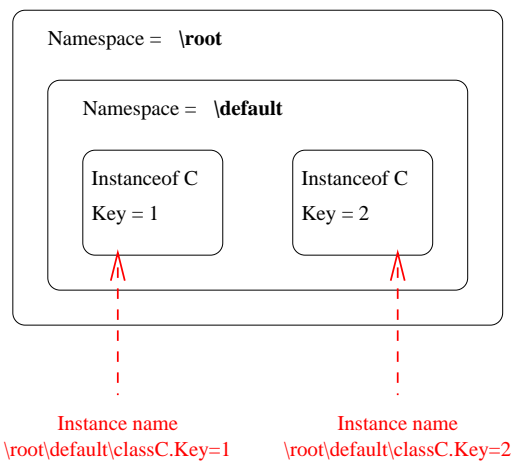 Namespace = \root
Namespace = \default
Instanceof C
Key = 1
Instanceof C
Key = 2
Instance name
\root\default\classC.Key=1
Instance name
\root\default\classC.Key=2